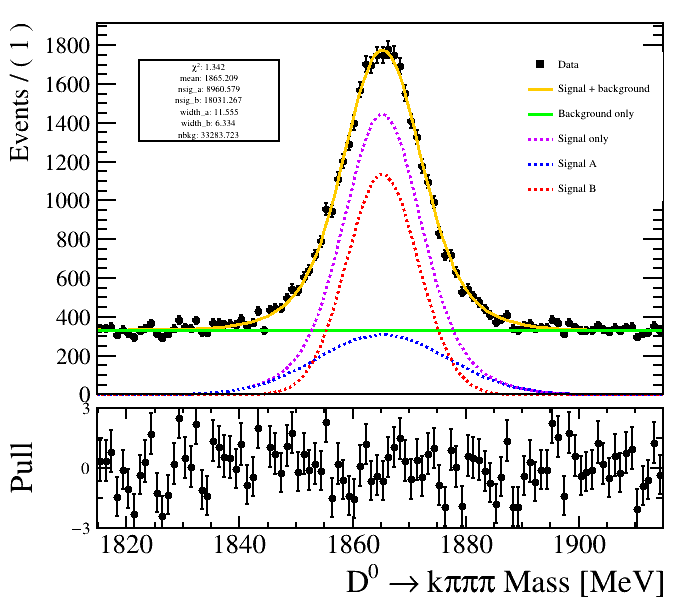 Events / ( 1 )
1800
1600
1400
1200
1000
800
600
400
200
0
χ²: 1.342
mean: 1865.209
nsig_a: 8960.579
nsig_b: 18031.267
width_a: 11.555
width_b: 6.334
nbkg: 33283.723
Data
Signal + background
Background only
Signal only
Signal A
Signal B
Pull
3
0
−3
1820 1840 1860 1880 1900
D⁰ → kπππ Mass [MeV]